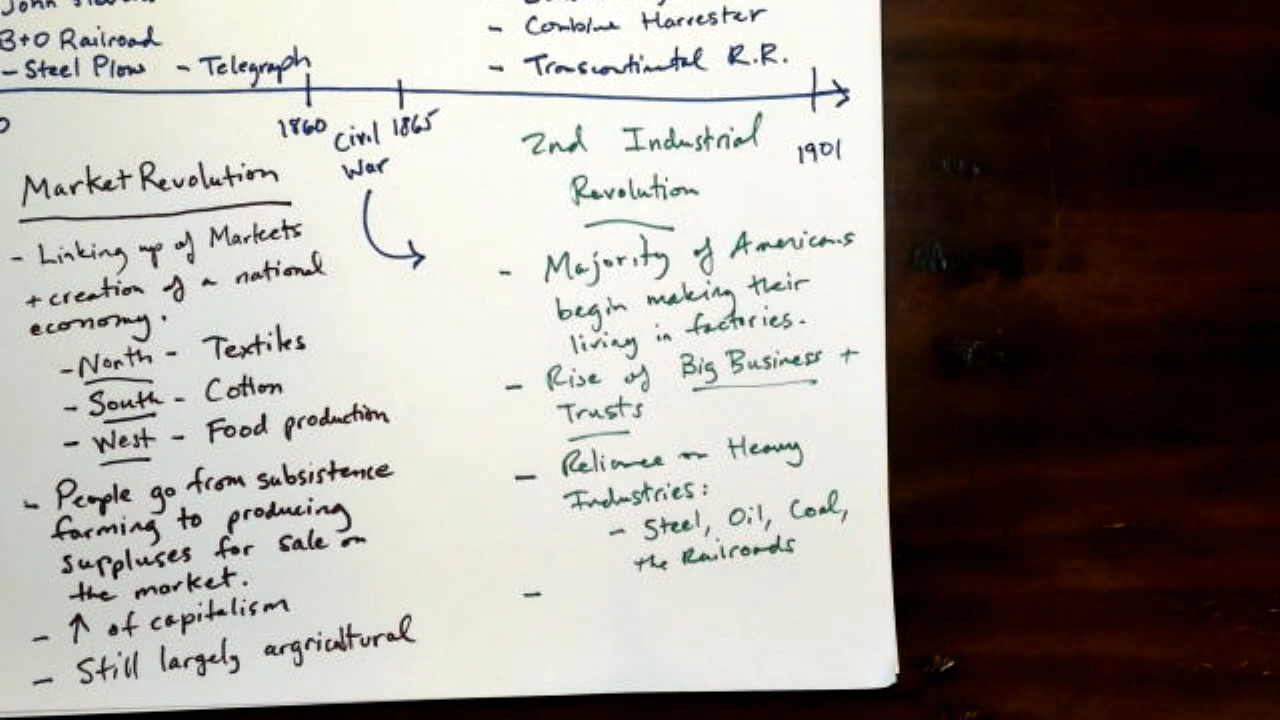 John
B+O Railroad
- Steel Plow - Telegraph
- Combine Harvester
- Transcontinental R.R.
0
1860
Civil
War
1865
1901
Market Revolution
- Linking up of Markets
+ creation of a national
economy.
- North - Textiles
- South - Cotton
- West - Food production
- People go from subsistence
farming to producing
suppluses for sale on
the market.
- ↑ of capitalism
- Still largely argricultural
2nd Industrial
Revolution
- Majority of Americans
begin making their
living in factories.
- Rise of Big Business +
Trusts
- Reliance on Heavy
Industries:
- Steel, Oil, Coal,
the Railroads
-